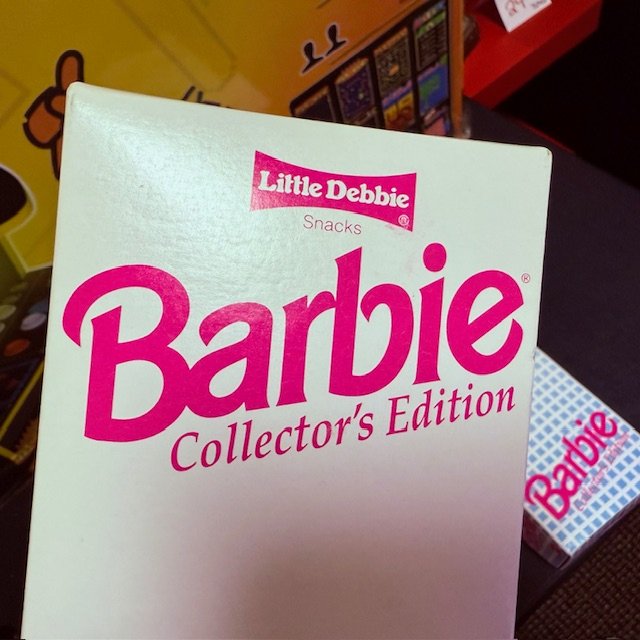 Little Debbie®
Snacks
Barbie®
Collector's Edition
Barbie